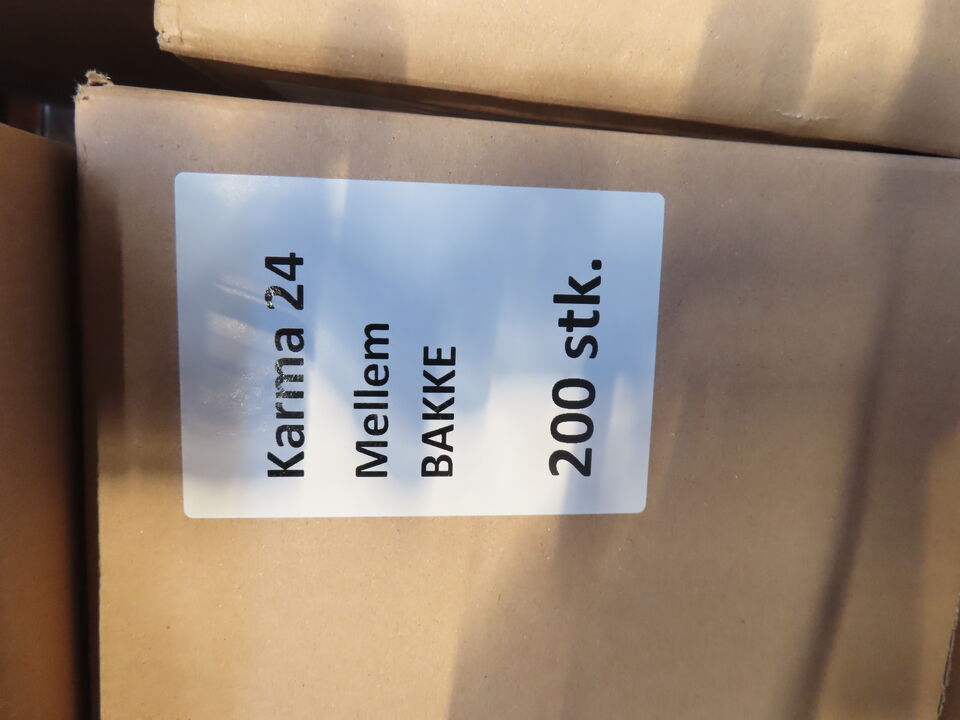 Karma 24
Mellem
BAKKE
200 stk.